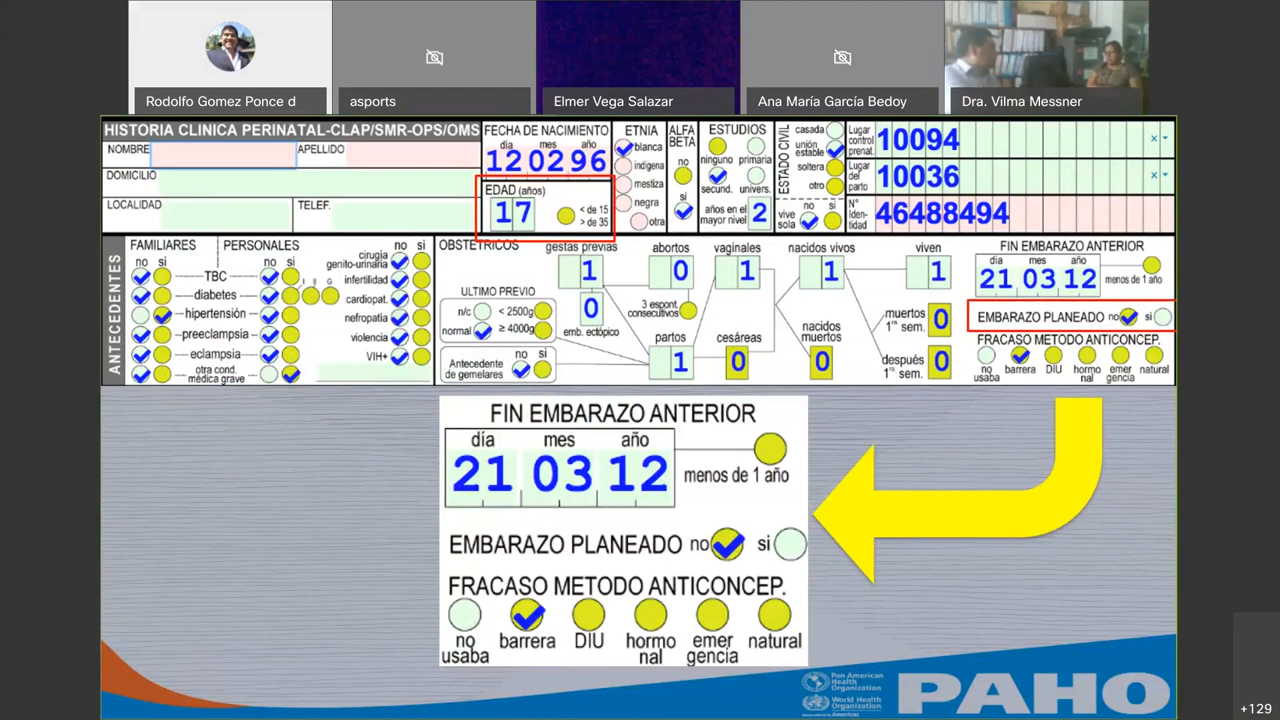 Rodolfo Gomez Ponce d
asports
Elmer Vega Salazar
Ana María García Bedoy
Dra. Vilma Messner
HISTORIA CLINICA PERINATAL-CLAP/SMR-OPS/OMS
NOMBRE APELLIDO
DOMICILIO
LOCALIDAD TELEF.
FECHA DE NACIMIENTO
día mes año
12 02 96
EDAD (años)
17
< de 15
> de 35
ETNIA
blanca
indígena
mestiza
negra
otra
ALFA
BETA
no
si
ESTUDIOS
ninguno primaria
secund. univers.
años en el
mayor nivel 2
ESTADO CIVIL
casada
unión
estable
soltera
otro
vive
sola no si
Lugar
control
prenat. 10094
Lugar
del
parto 10036
N°
Iden-
tidad 46488494
ANTECEDENTES
FAMILIARES PERSONALES
no si no si
TBC
diabetes I II G
hipertensión
preeclampsia
eclampsia
otra cond.
médica grave
no si
cirugía
genito-urinaria
infertilidad
cardiopat.
nefropatía
violencia
VIH+
OBSTETRICOS
ULTIMO PREVIO
n/c < 2500g
normal ≥ 4000g
Antecedente
de gemelares no si
gestas previas
1
0
emb. ectópico
abortos
0
3 espont.
consecutivos
partos
1
vaginales
1
cesáreas
0
nacidos vivos
1
nacidos
muertos
0
viven
1
muertos
1ª sem. 0
después
1ª sem. 0
FIN EMBARAZO ANTERIOR
día mes año
21 03 12 menos de 1 año
EMBARAZO PLANEADO no si
FRACASO METODO ANTICONCEP.
no
usaba
barrera
DIU
hormo
nal
emer
gencia
natural
FIN EMBARAZO ANTERIOR
día mes año
21 03 12
menos de 1 año
EMBARAZO PLANEADO no si
FRACASO METODO ANTICONCEP.
no
usaba
barrera
DIU
hormo
nal
emer
gencia
natural
Pan American
Health
Organization
World Health
Organization
PAHO
+129